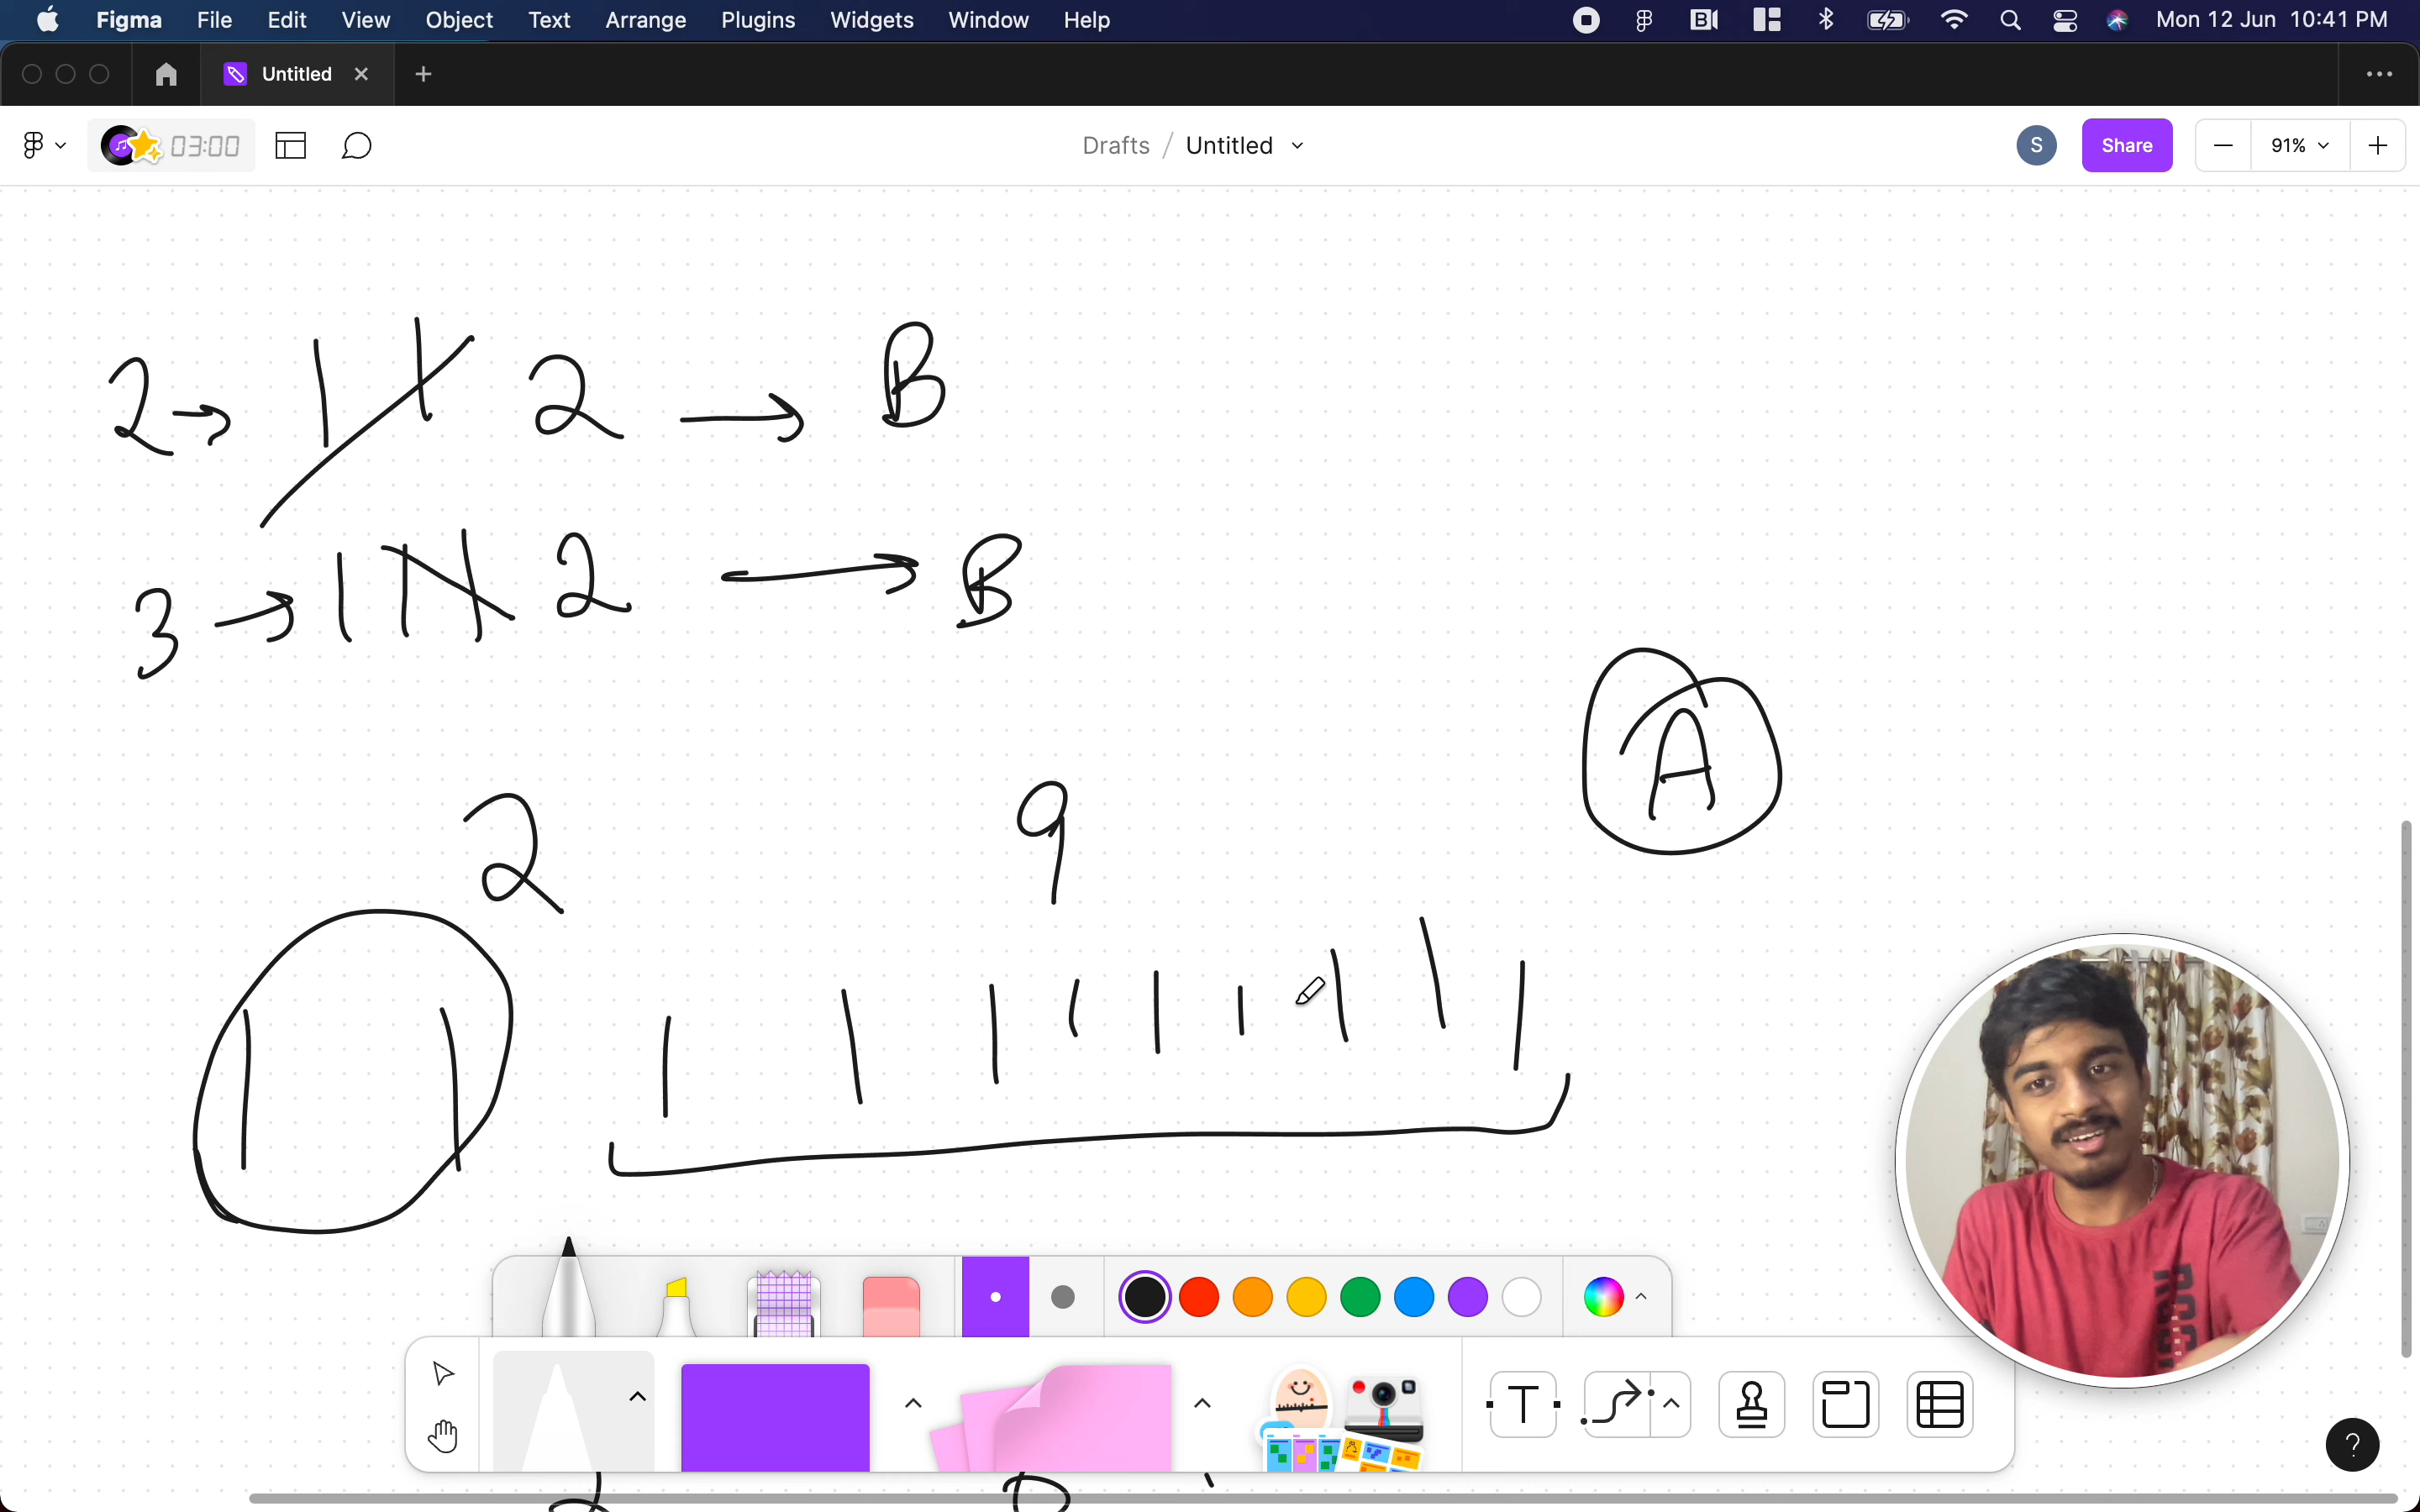 Figma File Edit View Object Text Arrange Plugins Widgets Window Help Mon 12 Jun 10:41 PM
Untitled
03:00 Drafts / Untitled S Share 91%
2 → 1 1 2 → B
3 → 1 1 1 2 → B
A
2 9
T
?